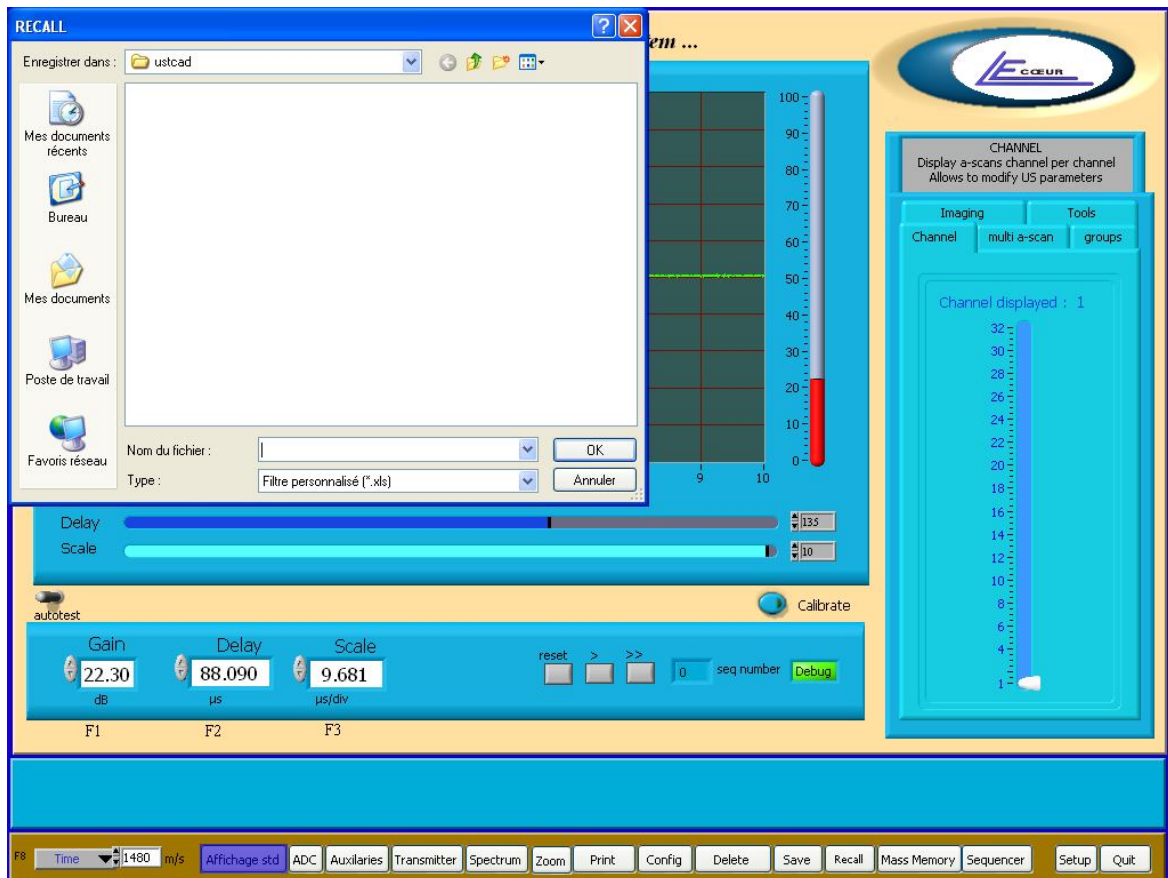 RECALL
em ...
Enregistrer dans : ustcad
Mes documents
récents
Bureau
Mes documents
Poste de travail
Favoris réseau
Nom du fichier :
OK
Type : Filtre personnalisé (*.xls)
Annuler
100
90
80
70
60
50
40
30
20
10
0
9 10
LECŒUR
CHANNEL
Display a-scans channel per channel
Allows to modify US parameters
Imaging Tools
Channel multi a-scan groups
Channel displayed : 1
32
30
28
26
24
22
20
18
16
14
12
10
8
6
4
1
Delay 135
Scale 10
autotest
Calibrate
Gain Delay Scale
22.30 88.090 9.681
dB µs µs/div
reset > >> 0 seq number Debug
F1 F2 F3
F8 Time 1480 m/s Affichage std ADC Auxilaries Transmitter Spectrum Zoom Print Config Delete Save Recall Mass Memory Sequencer Setup Quit